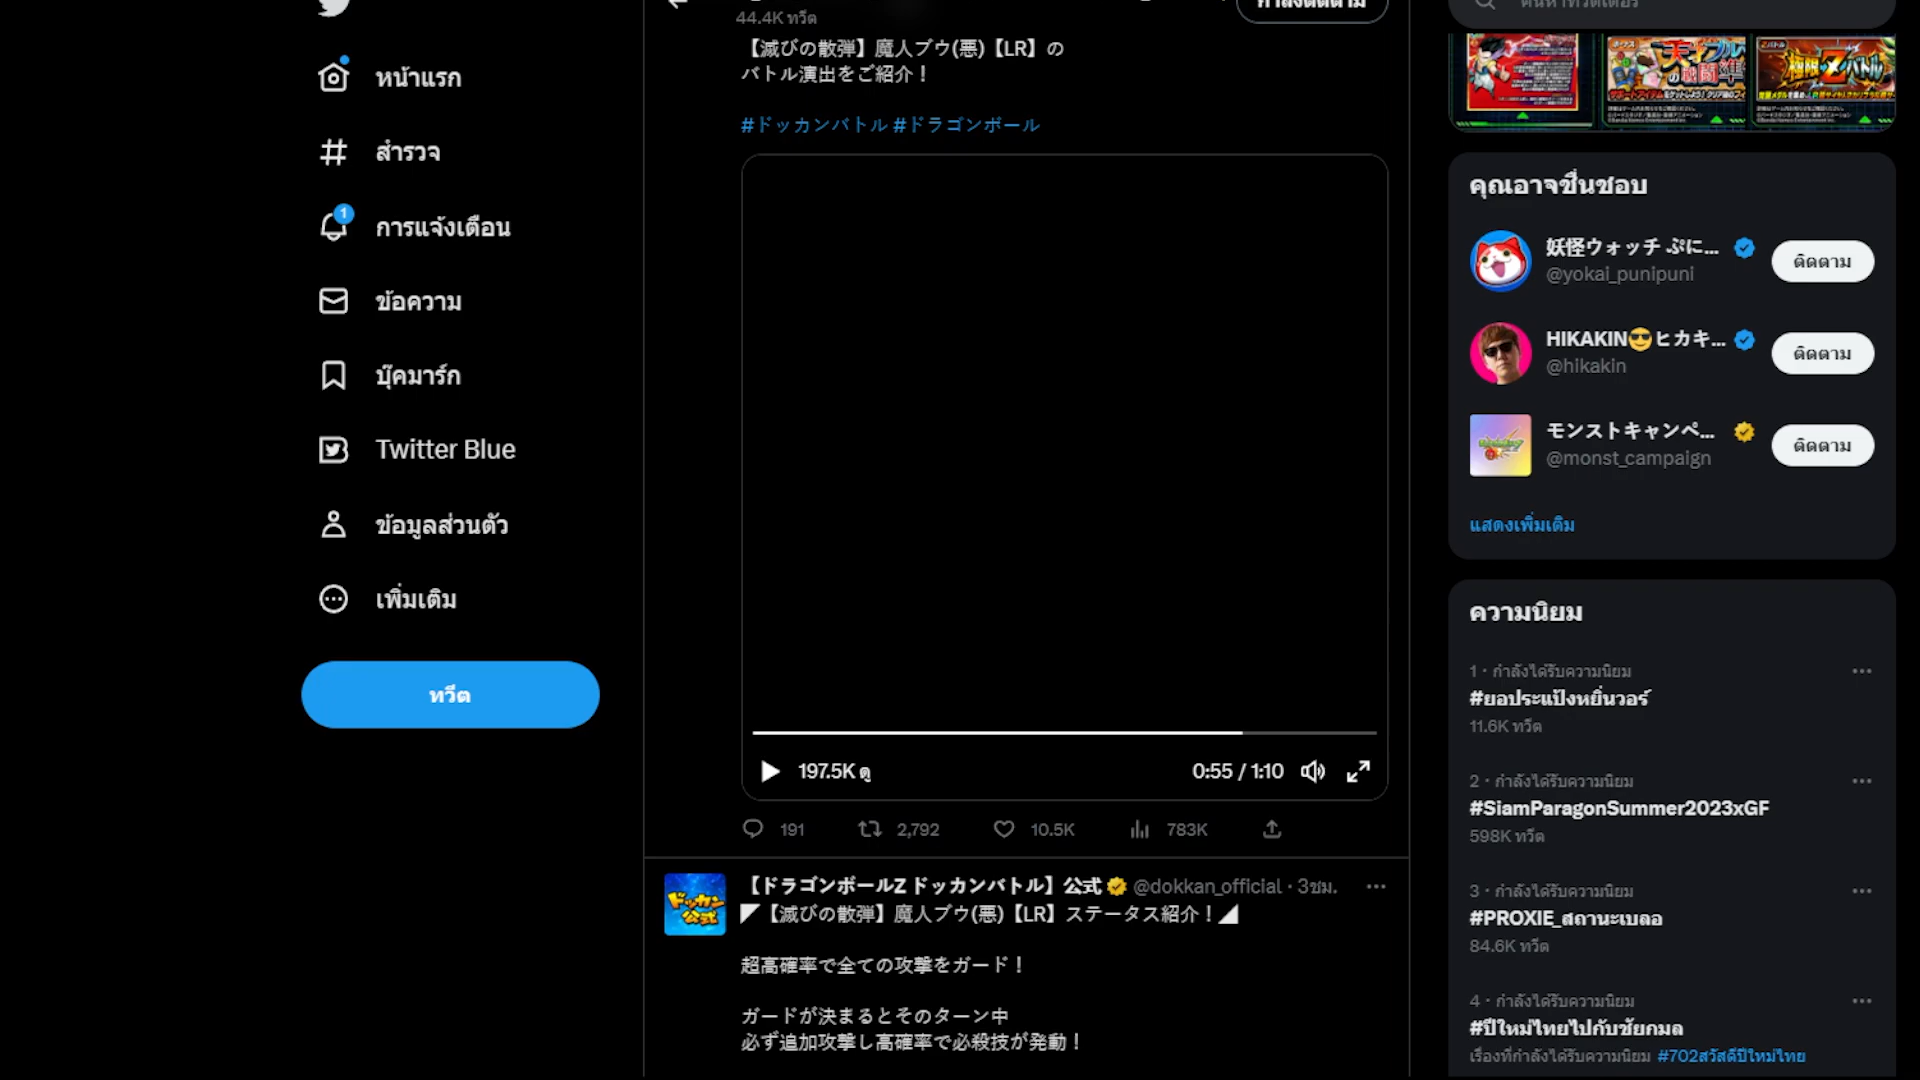 หน้าแรก
สำรวจ
1
การแจ้งเตือน
ข้อความ
บุ๊คมาร์ก
Twitter Blue
ข้อมูลส่วนตัว
เพิ่มเติม
ทวีต
44.4K ทวีต
กำลังติดตาม
【滅びの散弾】魔人ブウ(悪)【LR】の
バトル演出をご紹介！
#ドッカンバトル #ドラゴンボール
197.5K ดู
0:55 / 1:10
191
2,792
10.5K
783K
【ドラゴンボールZ ドッカンバトル】公式 @dokkan_official · 3ชม.
◤【滅びの散弾】魔人ブウ(悪)【LR】ステータス紹介！◢
超高確率で全ての攻撃をガード！
ガードが決まるとそのターン中
必ず追加攻撃し高確率で必殺技が発動！
ค้นหาทวิตเตอร์
คุณอาจชื่นชอบ
妖怪ウォッチ ぷに...
@yokai_punipuni
ติดตาม
HIKAKIN😎ヒカキ...
@hikakin
ติดตาม
モンストキャンペ...
@monst_campaign
ติดตาม
แสดงเพิ่มเติม
ความนิยม
1 · กำลังได้รับความนิยม
#ยอประแป้งหยิ่นวอร์
11.6K ทวีต
2 · กำลังได้รับความนิยม
#SiamParagonSummer2023xGF
598K ทวีต
3 · กำลังได้รับความนิยม
#PROXIE_สถานะเบลอ
84.6K ทวีต
4 · กำลังได้รับความนิยม
#ปีใหม่ไทยไปกับชัยกมล
เรื่องที่กำลังได้รับความนิยม #702สวัสดีปีใหม่ไทย